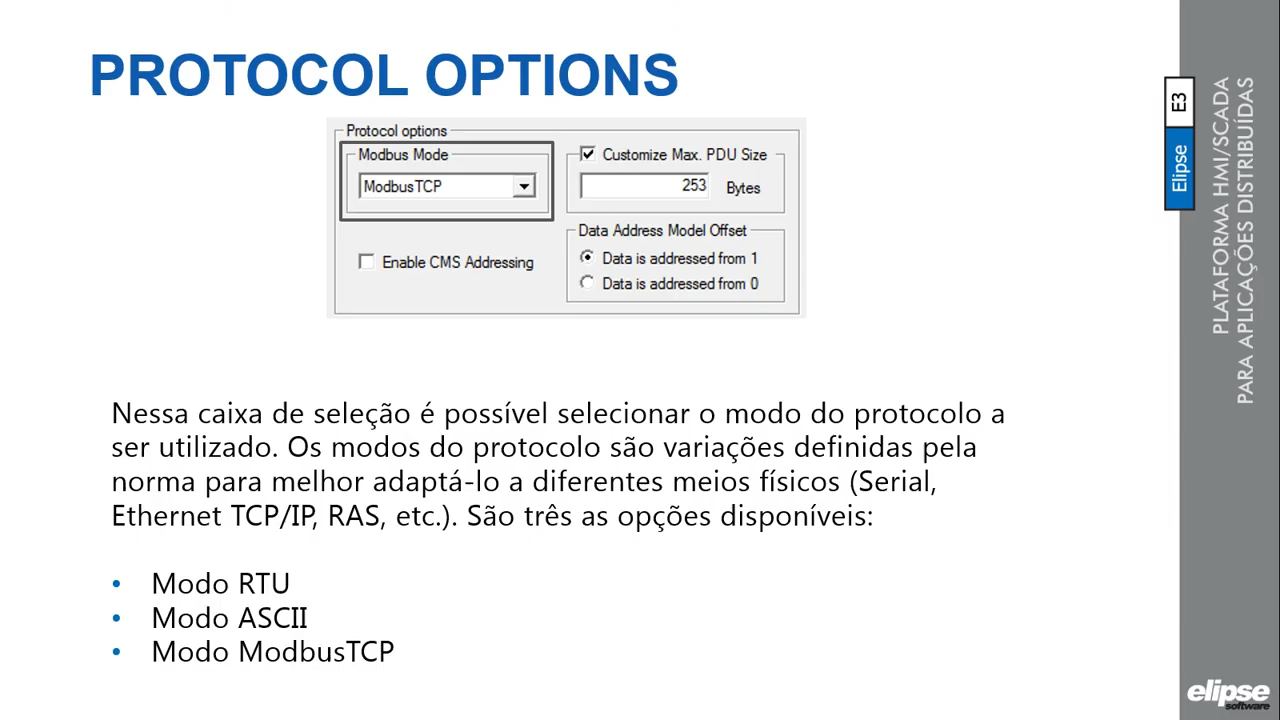 PROTOCOL OPTIONS
Protocol options
Modbus Mode
ModbusTCP
Customize Max. PDU Size
253 Bytes
Enable CMS Addressing
Data Address Model Offset
Data is addressed from 1
Data is addressed from 0
Nessa caixa de seleção é possível selecionar o modo do protocolo a
ser utilizado. Os modos do protocolo são variações definidas pela
norma para melhor adaptá-lo a diferentes meios físicos (Serial,
Ethernet TCP/IP, RAS, etc.). São três as opções disponíveis:
• Modo RTU
• Modo ASCII
• Modo ModbusTCP
Elipse E3
PLATAFORMA HMI/SCADA
PARA APLICAÇÕES DISTRIBUÍDAS
elipse
software